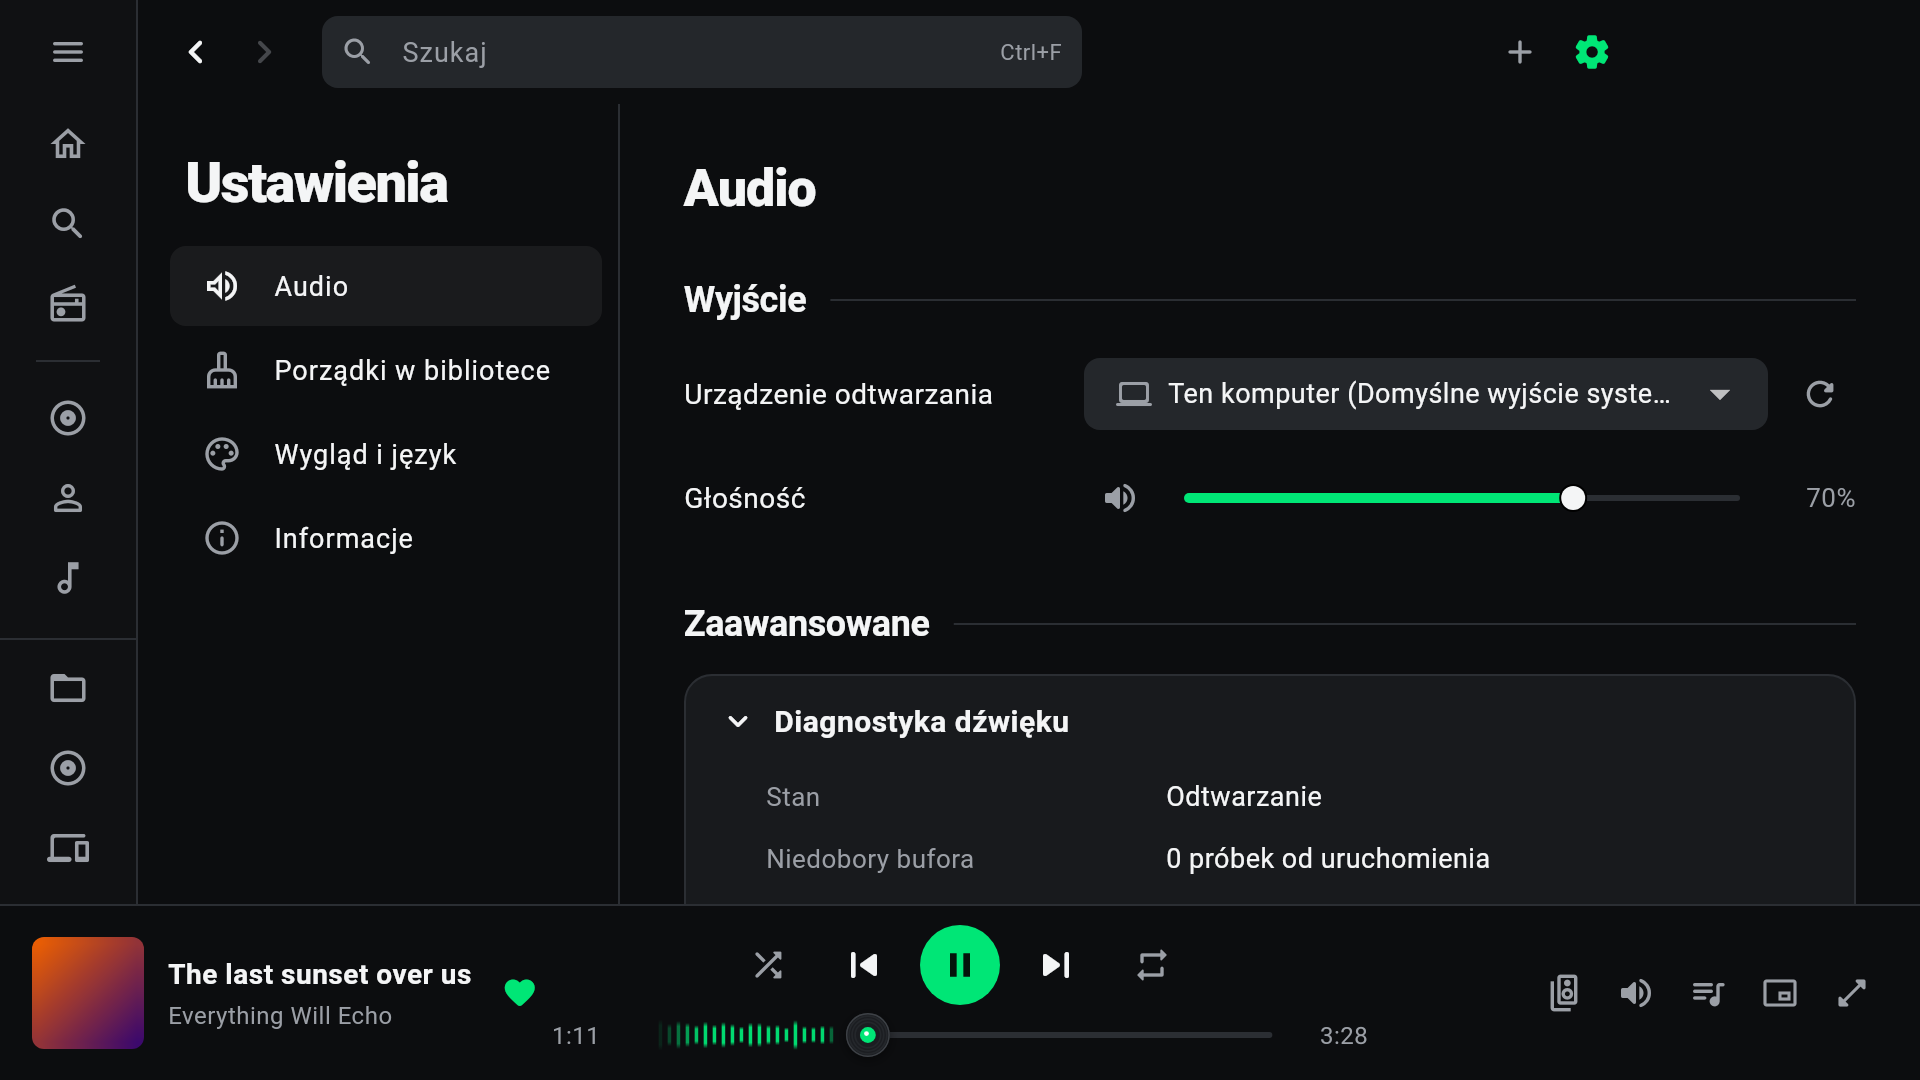 Szukaj
Ctrl+F
Ustawienia
Audio
Porządki w bibliotece
Wygląd i język
Informacje
Audio
Wyjście
Urządzenie odtwarzania
Ten komputer (Domyślne wyjście syste...
Głośność
70%
Zaawansowane
Diagnostyka dźwięku
Stan
Odtwarzanie
Niedobory bufora
0 próbek od uruchomienia
The last sunset over us
Everything Will Echo
1:11
3:28